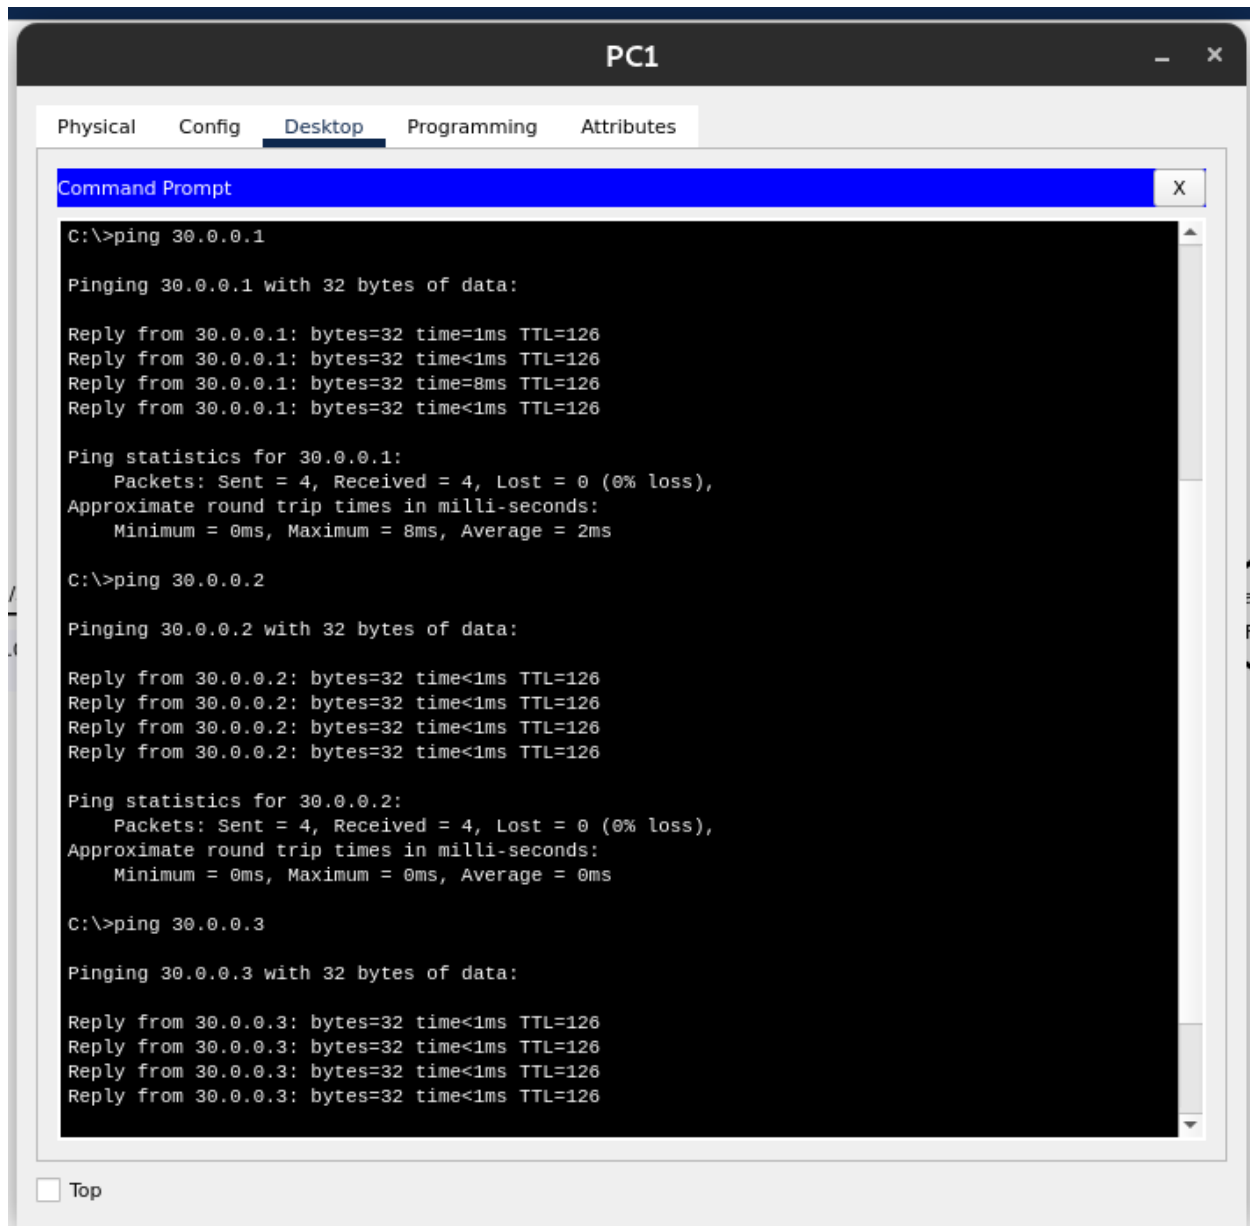 PC1
Physical Config Desktop Programming Attributes
Command Prompt X
C:\>ping 30.0.0.1
Pinging 30.0.0.1 with 32 bytes of data:
Reply from 30.0.0.1: bytes=32 time=1ms TTL=126
Reply from 30.0.0.1: bytes=32 time<1ms TTL=126
Reply from 30.0.0.1: bytes=32 time=8ms TTL=126
Reply from 30.0.0.1: bytes=32 time<1ms TTL=126
Ping statistics for 30.0.0.1:
    Packets: Sent = 4, Received = 4, Lost = 0 (0% loss),
Approximate round trip times in milli-seconds:
    Minimum = 0ms, Maximum = 8ms, Average = 2ms
C:\>ping 30.0.0.2
Pinging 30.0.0.2 with 32 bytes of data:
Reply from 30.0.0.2: bytes=32 time<1ms TTL=126
Reply from 30.0.0.2: bytes=32 time<1ms TTL=126
Reply from 30.0.0.2: bytes=32 time<1ms TTL=126
Reply from 30.0.0.2: bytes=32 time<1ms TTL=126
Ping statistics for 30.0.0.2:
    Packets: Sent = 4, Received = 4, Lost = 0 (0% loss),
Approximate round trip times in milli-seconds:
    Minimum = 0ms, Maximum = 0ms, Average = 0ms
C:\>ping 30.0.0.3
Pinging 30.0.0.3 with 32 bytes of data:
Reply from 30.0.0.3: bytes=32 time<1ms TTL=126
Reply from 30.0.0.3: bytes=32 time<1ms TTL=126
Reply from 30.0.0.3: bytes=32 time<1ms TTL=126
Reply from 30.0.0.3: bytes=32 time<1ms TTL=126
Top